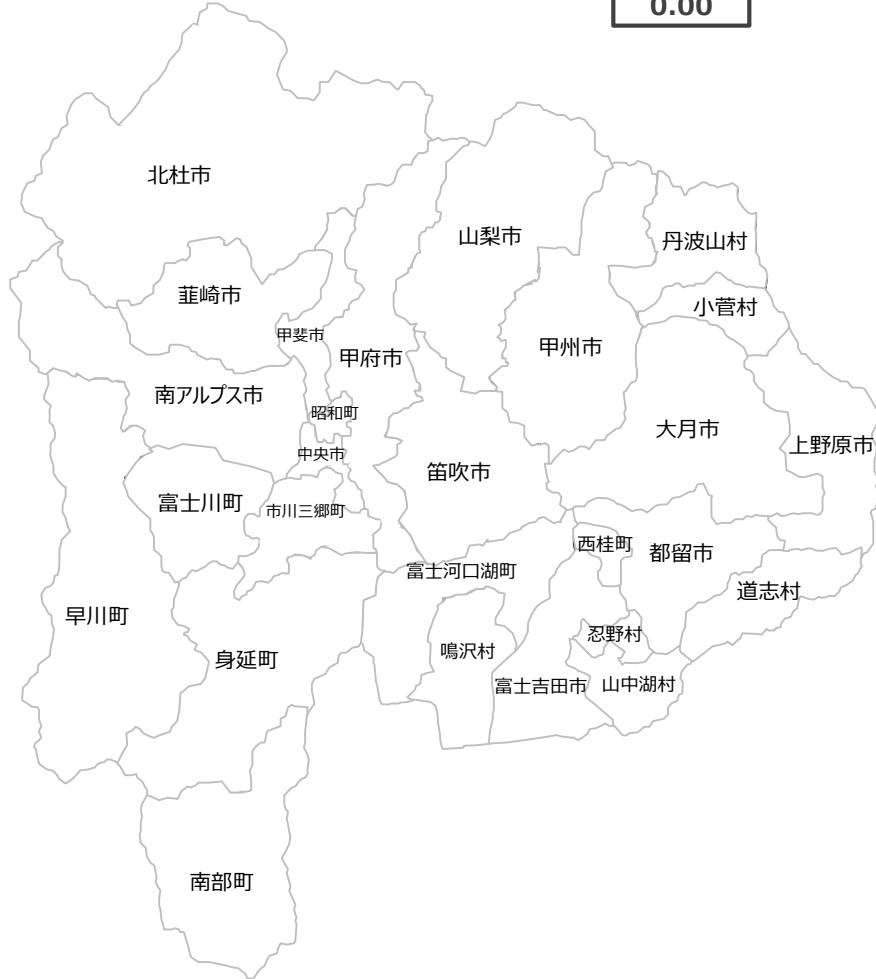 0.00
北杜市
山梨市
丹波山村
韮崎市
小菅村
甲斐市
甲府市
甲州市
南アルプス市
昭和町
大月市
上野原市
中央市
笛吹市
富士川町
市川三郷町
西桂町
都留市
富士河口湖町
道志村
早川町
忍野村
鳴沢村
身延町
富士吉田市
山中湖村
南部町